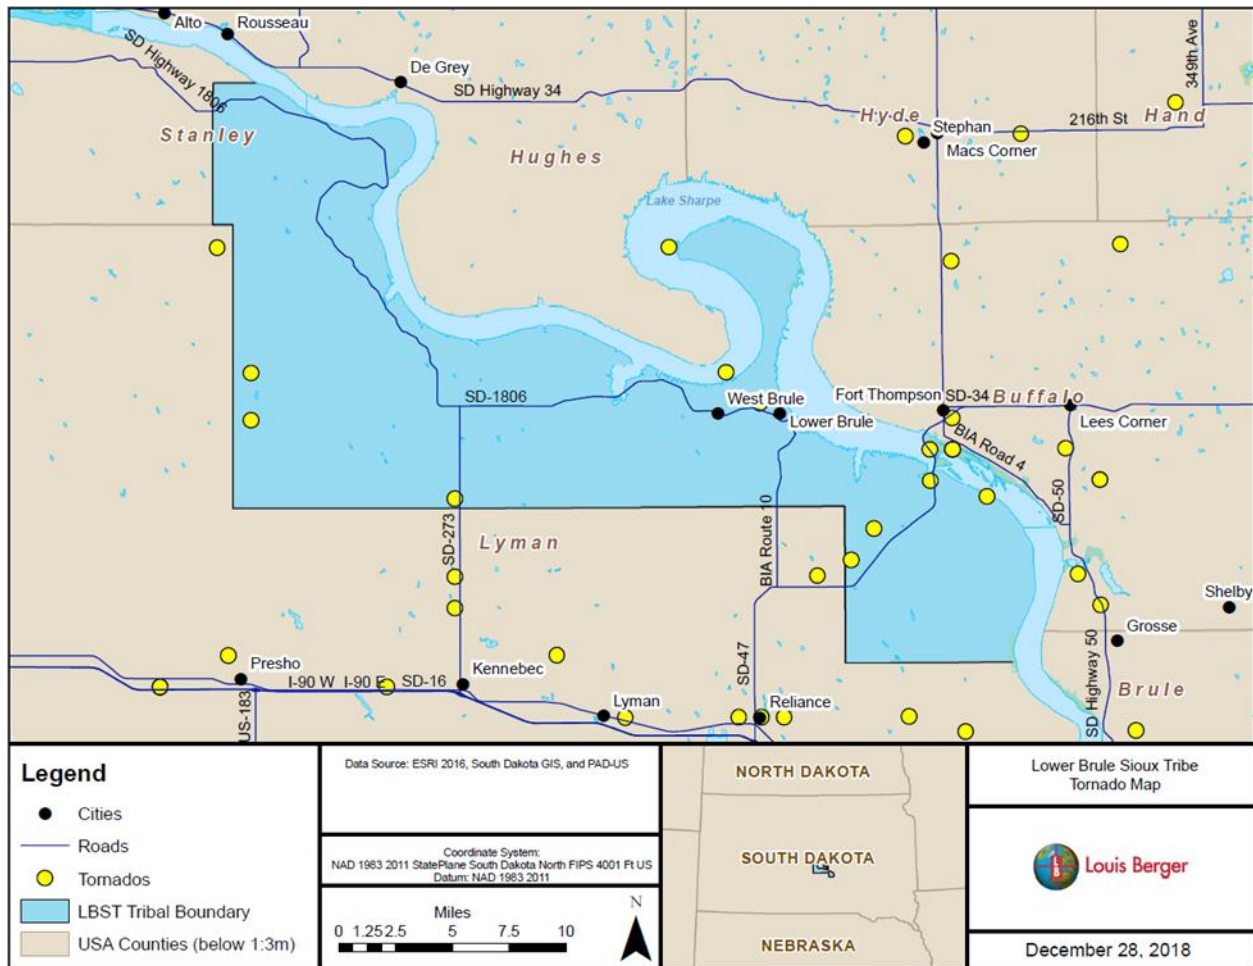 Alto
Rousseau
SD Highway 1806
De Grey
SD Highway 34
349th Ave
Stanley
Hughes
Hyde
Hand
Stephan
216th St
Macs Corner
Lake Sharpe
SD-1806
West Brule
Lower Brule
Fort Thompson
SD-34
Buffalo
Lees Corner
BIA Road 4
SD-50
SD-273
Lyman
BIA Route 10
Shelby
Grosse
Presho
I-90 W
I-90 E
SD-16
Kennebec
SD-47
SD Highway 50
Brule
US-183
Lyman
Reliance
Legend
Cities
Roads
Tornados
LBST Tribal Boundary
USA Counties (below 1:3m)
Data Source: ESRI 2016, South Dakota GIS, and PAD-US
Coordinate System:
NAD 1983 2011 StatePlane South Dakota North FIPS 4001 Ft US
Datum: NAD 1983 2011
Miles
N
0 1.25 2.5 5 7.5 10
NORTH DAKOTA
SOUTH DAKOTA
NEBRASKA
Lower Brule Sioux Tribe
Tornado Map
LB
Louis Berger
December 28, 2018